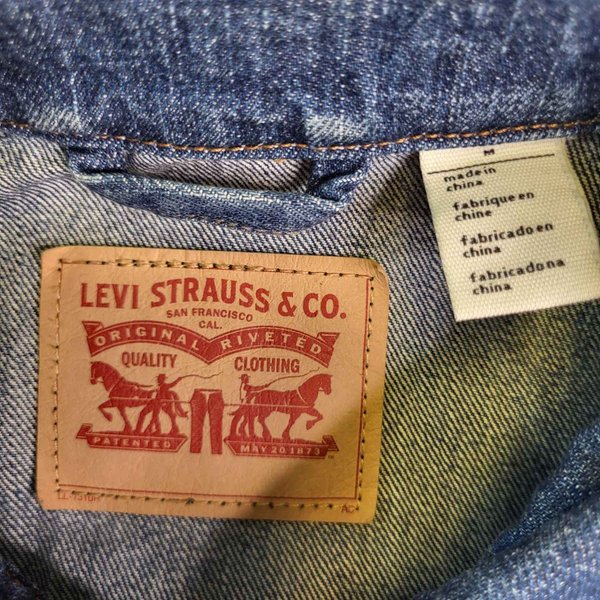 LEVI STRAUSS & CO.
SAN FRANCISCO
CAL.
ORIGINAL RIVETED
QUALITY CLOTHING
PATENTED MAY 20 1873
M
made in
china
fabrique en
chine
fabricado en
china
fabricado na
china